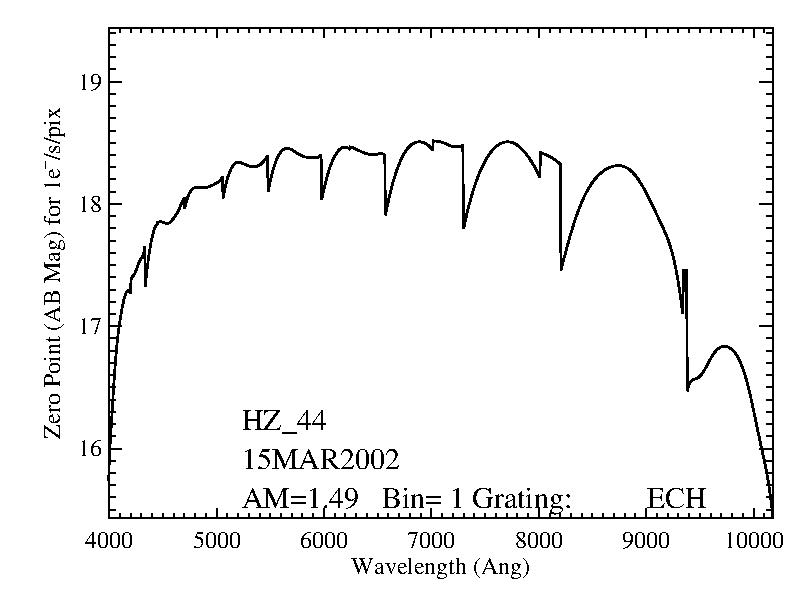 19
18
17
16
Zero Point (AB Mag) for 1e⁻/s/pix
HZ_44
15MAR2002
AM=1.49 Bin= 1 Grating: ECH
4000 5000 6000 7000 8000 9000 10000
Wavelength (Ang)